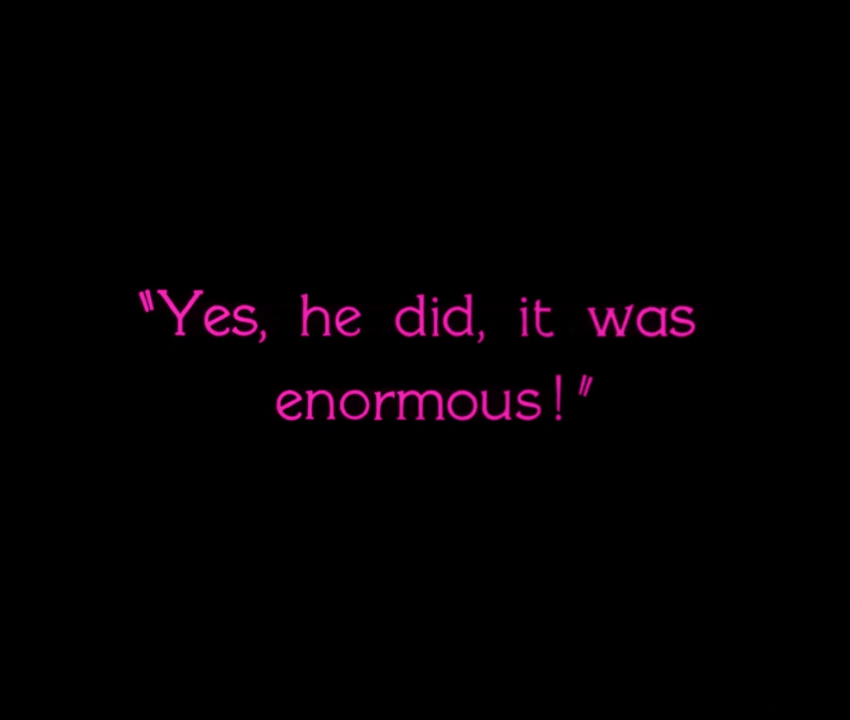 "Yes, he did, it was
enormous!"